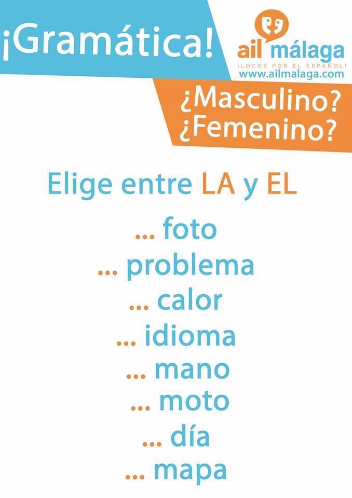 ¡Gramática!
ail málaga
¡LOCOS POR EL ESPAÑOL!
www.ailmalaga.com
¿Masculino?
¿Femenino?
Elige entre LA y EL
... foto
... problema
... calor
... idioma
... mano
... moto
... día
... mapa